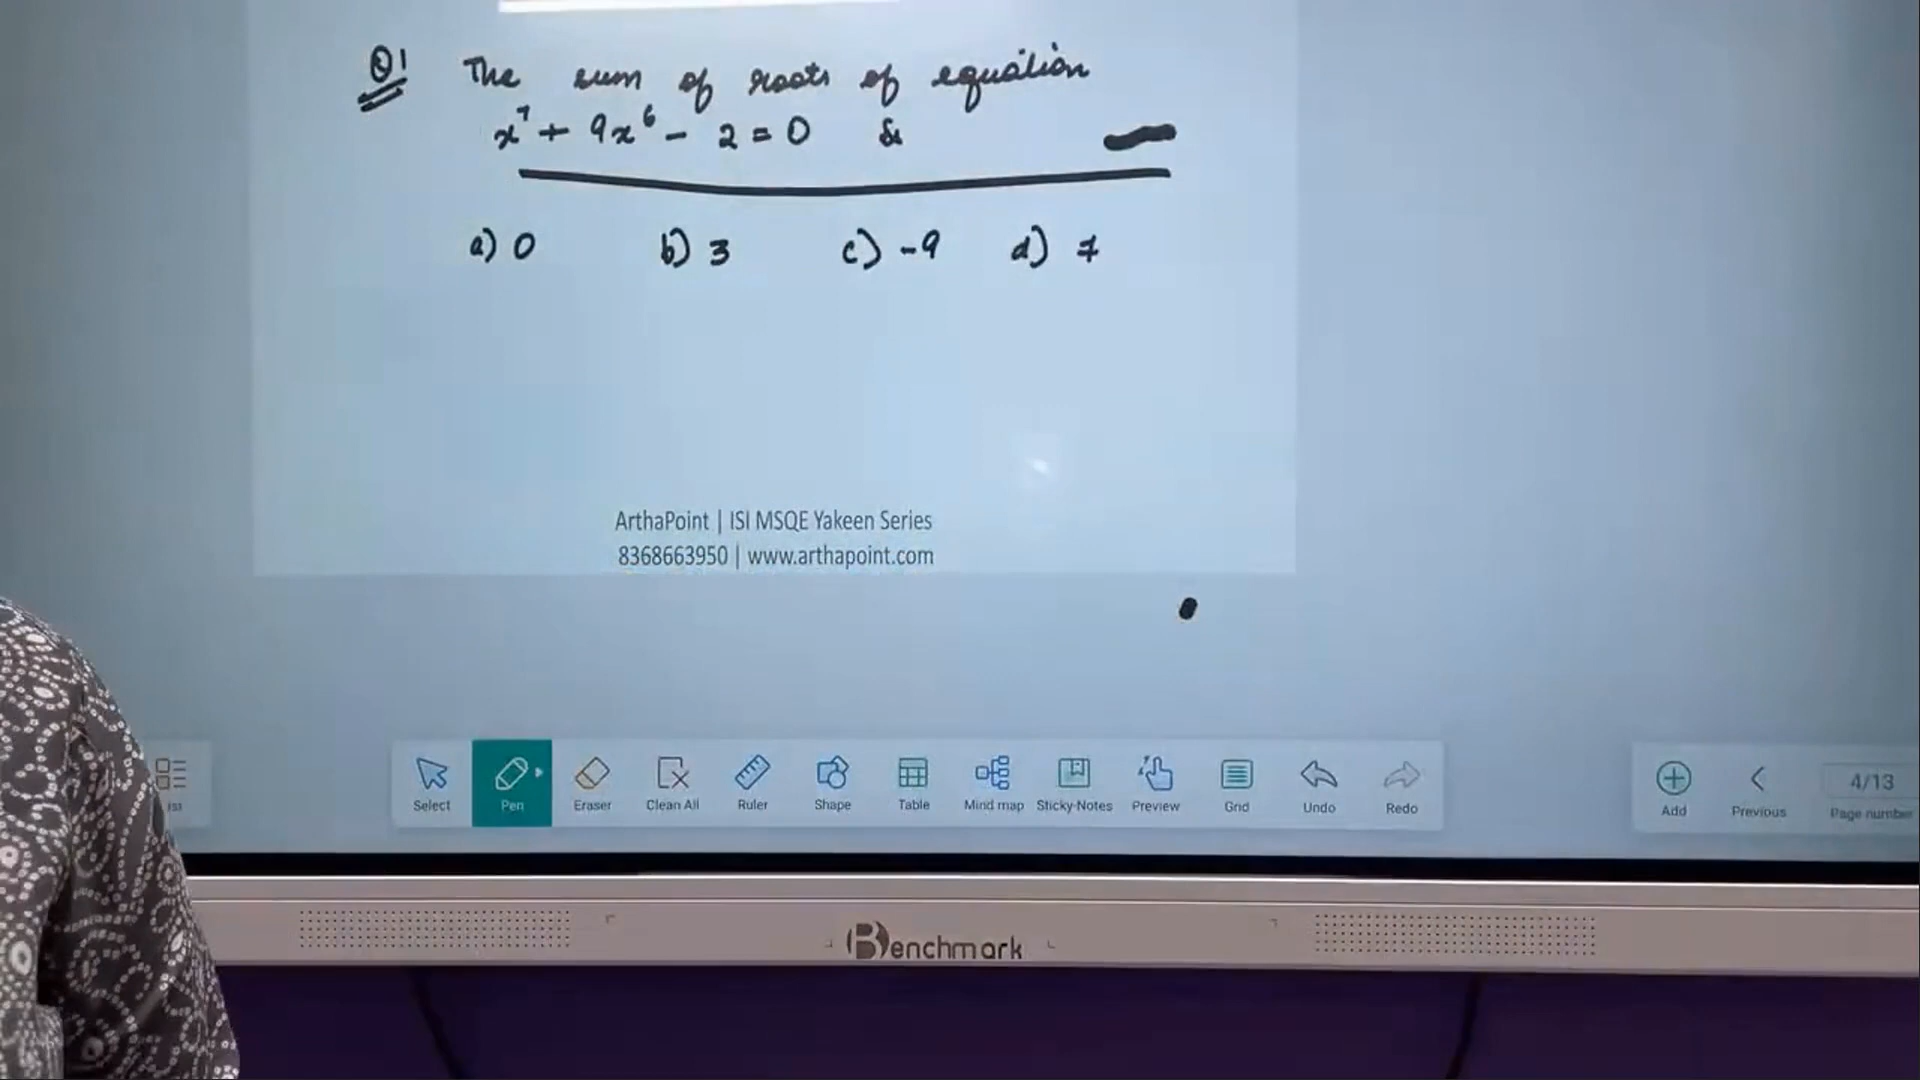 Q1 The sum of roots of equation
x⁷ + 9x⁶ - 2 = 0 &
a) 0 b) 3 c) -9 d) 7
ArthaPoint | ISI MSQE Yakeen Series
8368663950 | www.arthapoint.com
Select Pen Eraser Clean All Ruler Shape Table Mind map Sticky-Notes Preview Grid Undo Redo
Add Previous 4/13
Page number
Benchmark